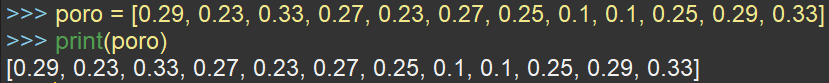 >>> poro = [0.29, 0.23, 0.33, 0.27, 0.23, 0.27, 0.25, 0.1, 0.1, 0.25, 0.29, 0.33]
>>> print(poro)
[0.29, 0.23, 0.33, 0.27, 0.23, 0.27, 0.25, 0.1, 0.1, 0.25, 0.29, 0.33]